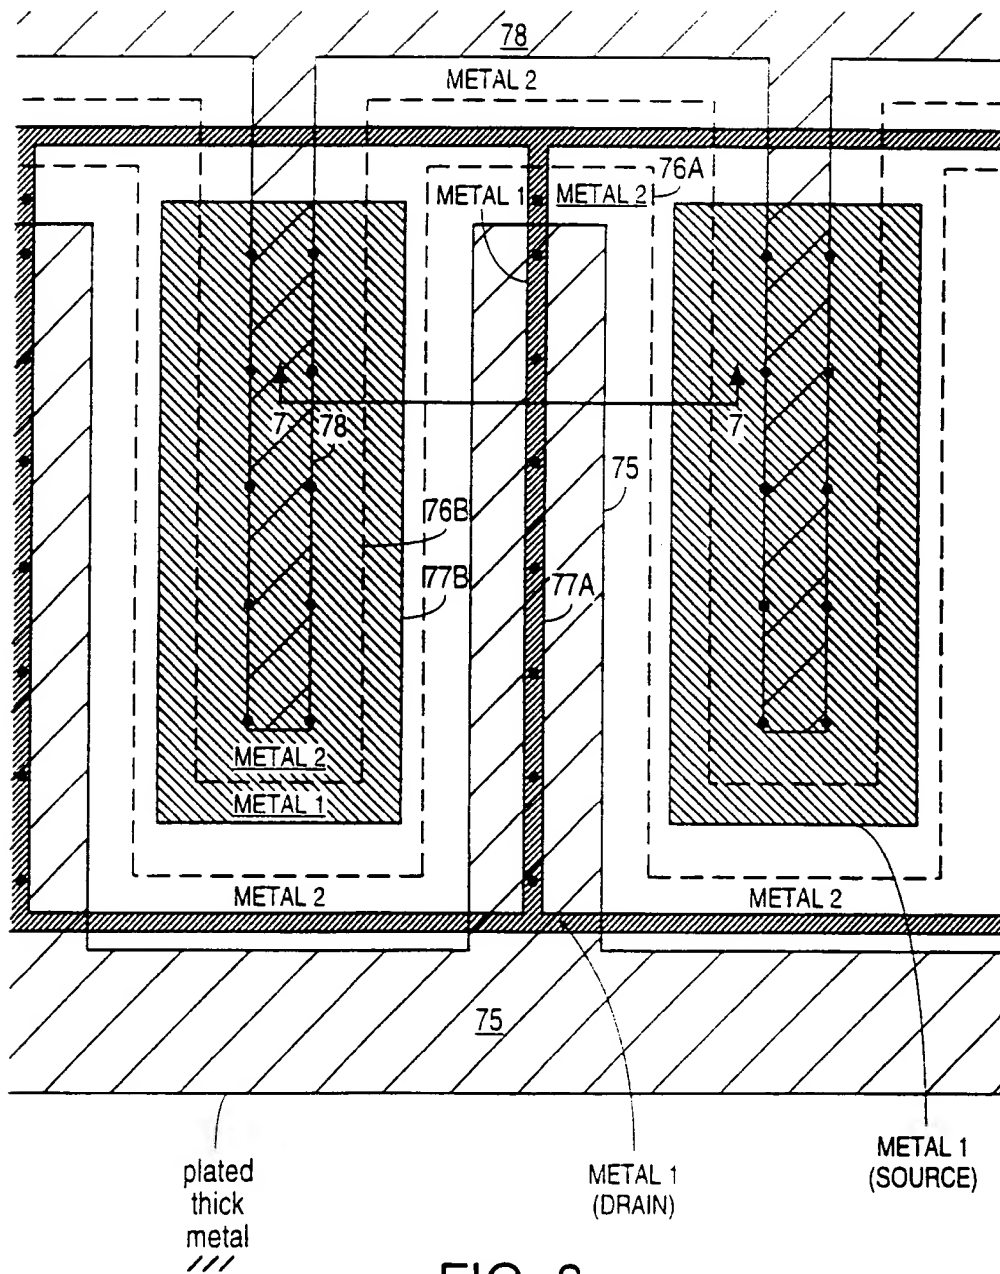 78
METAL 2
76A
METAL 1
METAL 2
7
78
7
75
76B
77B
77A
METAL 2
METAL 1
METAL 2
METAL 2
75
plated
thick
metal
METAL 1
(DRAIN)
METAL 1
(SOURCE)